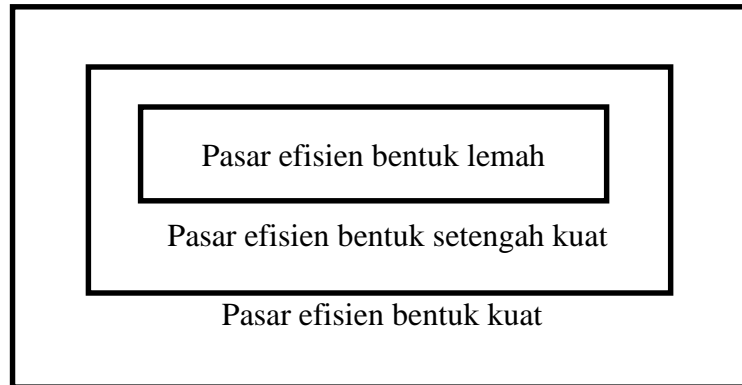 Pasar efisien bentuk lemah
Pasar efisien bentuk setengah kuat
Pasar efisien bentuk kuat